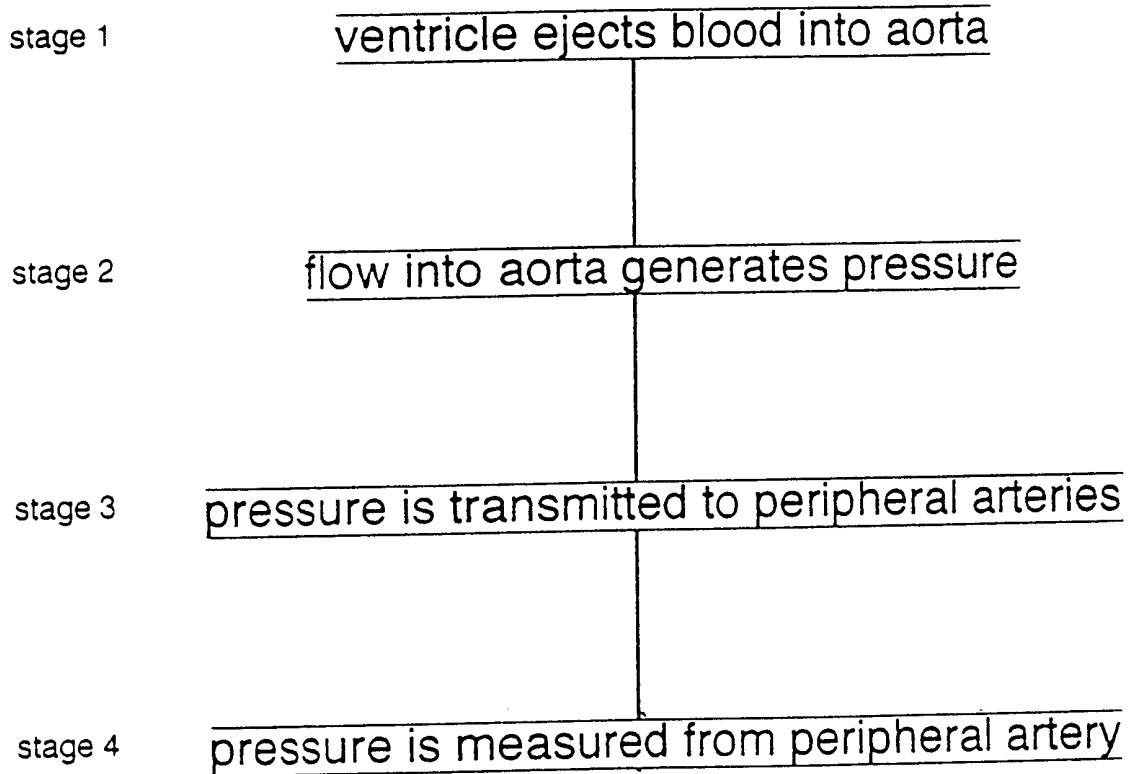 stage 1 ventricle ejects blood into aorta
stage 2 flow into aorta generates pressure
stage 3 pressure is transmitted to peripheral arteries
stage 4 pressure is measured from peripheral artery